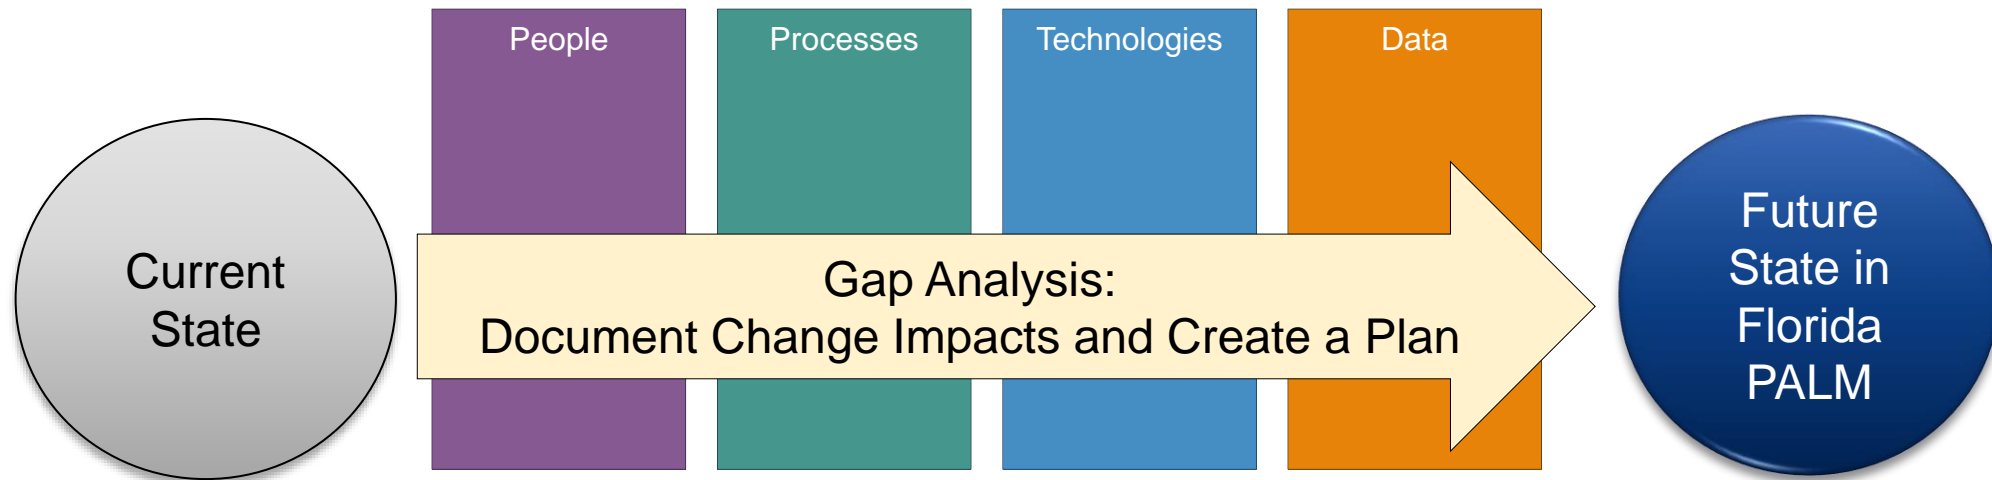 People
Processes
Technologies
Data
Current
State
Gap Analysis:
Document Change Impacts and Create a Plan
Future
State in
Florida
PALM